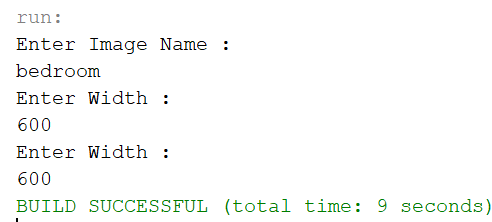 run:
Enter Image Name :
bedroom
Enter Width :
600
Enter Width :
600
BUILD SUCCESSFUL (total time: 9 seconds)